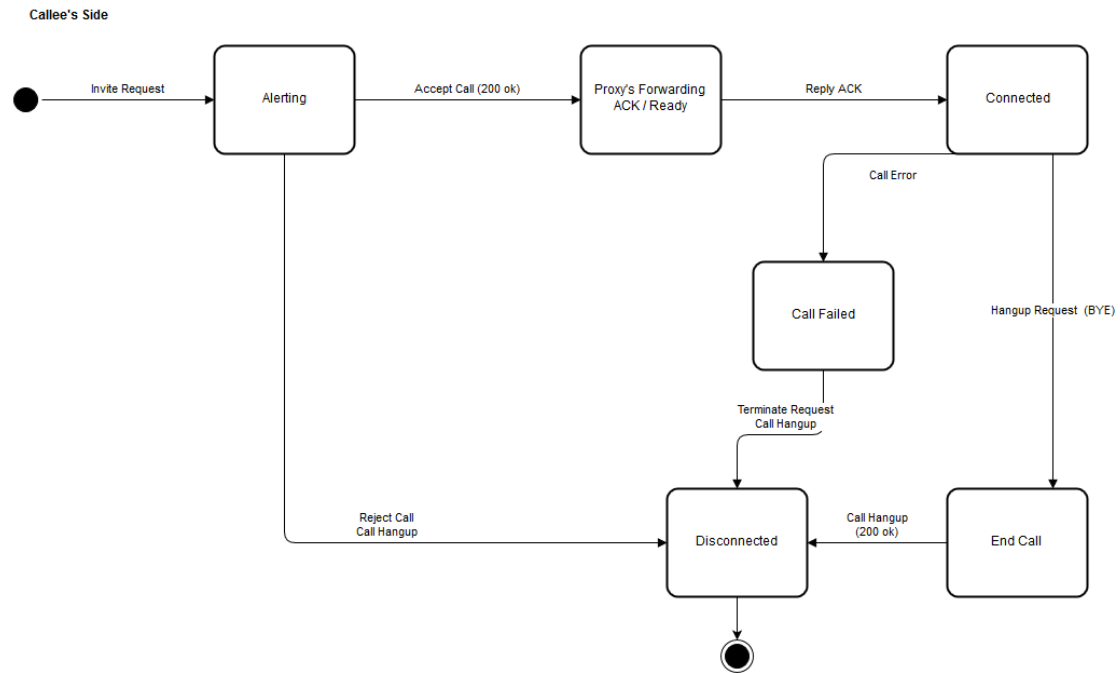 Callee's Side
Invite Request
Alerting
Accept Call (200 ok)
Proxy's Forwarding
ACK / Ready
Reply ACK
Connected
Call Error
Call Failed
Hangup Request  (BYE)
Terminate Request
Call Hangup
Reject Call
Call Hangup
Disconnected
Call Hangup
(200 ok)
End Call